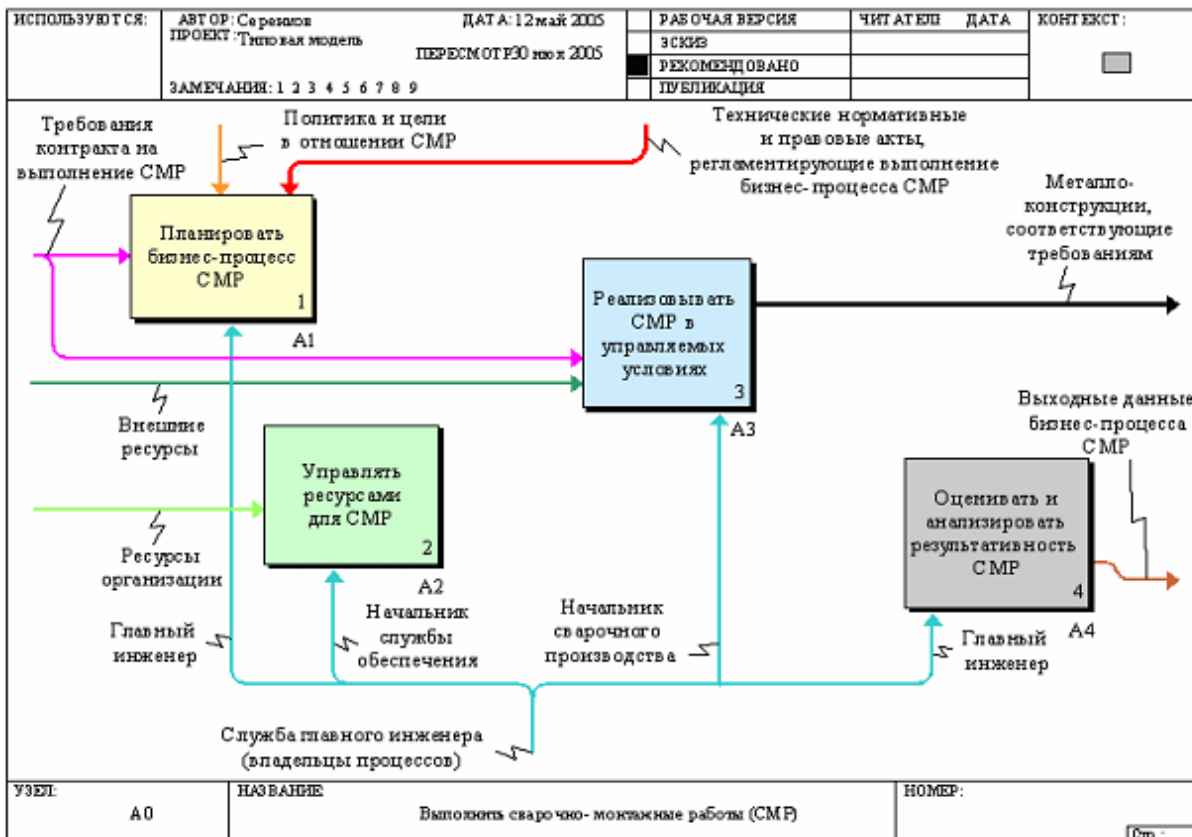 ИСПОЛЬЗУЮТСЯ:
АВТОР: Серенков
ДАТА: 12 май 2005
ПРОЕКТ: Типовая модель
ПЕРЕСМОТР30 июл 2005
ЗАМЕЧАНИЯ: 1 2 3 4 5 6 7 8 9
РАБОЧАЯ ВЕРСИЯ
ЭСКИЗ
РЕКОМЕНДОВАНО
ПУБЛИКАЦИЯ
ЧИТАТЕЛЬ ДАТА
КОНТЕКСТ:
Требования
контракта на
выполнение СМР
Политика и цели
в отношении СМР
Технические нормативные
и правовые акты,
регламентирующие выполнение
бизнес-процесса СМР
Металло-
конструкции,
соответствующие
требованиям
Планировать
бизнес-процесс
СМР
1
A1
Реализовывать
СМР в
управляемых
условиях
3
A3
Внешние
ресурсы
Управлять
ресурсами
для СМР
2
A2
Выходные данные
бизнес-процесса
СМР
Оценивать и
анализировать
результативность
СМР
4
A4
Ресурсы
организации
Главный
инженер
Начальник
службы
обеспечения
Начальник
сварочного
производства
Главный
инженер
Служба главного инженера
(владельцы процессов)
УЗЕЛ:
A0
НАЗВАНИЕ
Выполнить сварочно-монтажные работы (СМР)
НОМЕР:
Стр.: